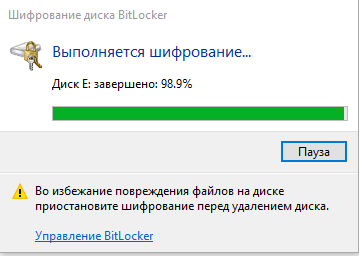 Шифрование диска BitLocker
Выполняется шифрование...
Диск E: завершено: 98.9%
Пауза
Во избежание повреждения файлов на диске
приостановите шифрование перед удалением диска.
Управление BitLocker